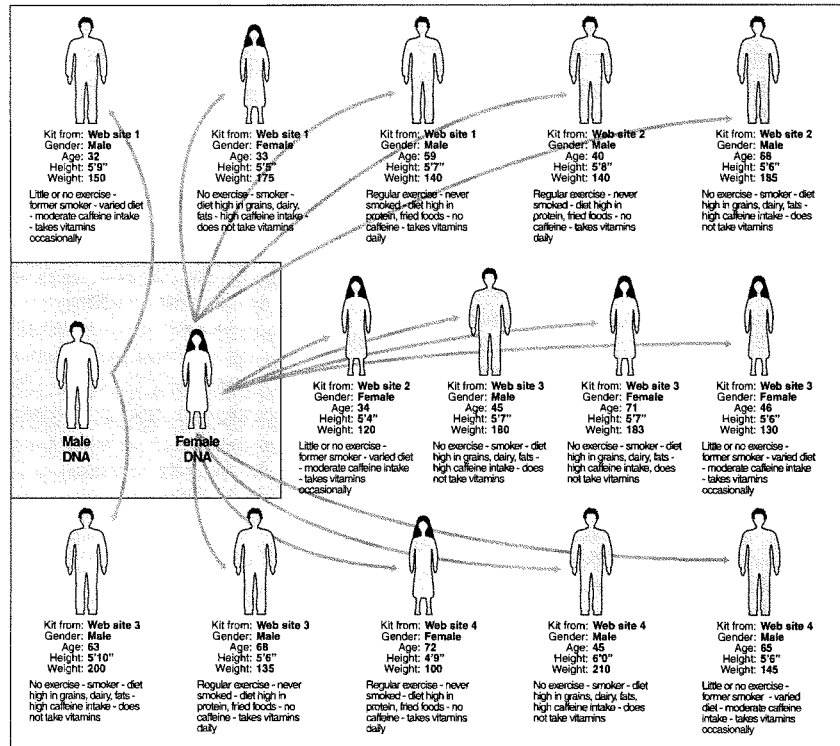 Kit from: Web site 1
Gender: Male
Age: 32
Height: 5'9"
Weight: 150
Little or no exercise -
former smoker - varied diet
- moderate caffeine intake
- takes vitamins
occasionally
Kit from: Web site 1
Gender: Female
Age: 33
Height: 5'5"
Weight: 175
No exercise - smoker -
diet high in grains, dairy,
fats - high caffeine intake -
does not take vitamins
Kit from: Web site 1
Gender: Male
Age: 59
Height: 5'7"
Weight: 140
Regular exercise - never
smoked - diet high in
protein, fried foods - no
caffeine - takes vitamins
daily
Kit from: Web site 2
Gender: Male
Age: 40
Height: 5'8"
Weight: 140
Regular exercise - never
smoked - diet high in
protein, fried foods - no
caffeine - takes vitamins
daily
Kit from: Web site 2
Gender: Male
Age: 68
Height: 5'6"
Weight: 185
No exercise - smoker - diet
high in grains, dairy, fats -
high caffeine intake - does
not take vitamins
Male
DNA
Female
DNA
Kit from: Web site 2
Gender: Female
Age: 34
Height: 5'4"
Weight: 120
Little or no exercise -
former smoker - varied diet
- moderate caffeine intake
- takes vitamins
occasionally
Kit from: Web site 3
Gender: Male
Age: 45
Height: 5'7"
Weight: 180
No exercise - smoker - diet
high in grains, dairy, fats -
high caffeine intake - does
not take vitamins
Kit from: Web site 3
Gender: Female
Age: 71
Height: 5'7"
Weight: 183
No exercise - smoker - diet
high in grains, dairy, fats -
high caffeine intake, does
not take vitamins
Kit from: Web site 3
Gender: Female
Age: 46
Height: 5'6"
Weight: 130
Little or no exercise -
former smoker - varied diet
- moderate caffeine intake
- takes vitamins
occasionally
Kit from: Web site 3
Gender: Male
Age: 63
Height: 5'10"
Weight: 200
No exercise - smoker - diet
high in grains, dairy, fats -
high caffeine intake - does
not take vitamins
Kit from: Web site 3
Gender: Male
Age: 68
Height: 5'6"
Weight: 135
Regular exercise - never
smoked - diet high in
protein, fried foods - no
caffeine - takes vitamins
daily
Kit from: Web site 4
Gender: Female
Age: 72
Height: 4'9"
Weight: 100
Regular exercise - never
smoked - diet high in
protein, fried foods - no
caffeine - takes vitamins
daily
Kit from: Web site 4
Gender: Male
Age: 45
Height: 6'0"
Weight: 210
No exercise - smoker - diet
high in grains, dairy, fats,
high caffeine intake - does
not take vitamins
Kit from: Web site 4
Gender: Male
Age: 65
Height: 5'6"
Weight: 145
Little or no exercise -
former smoker - varied
diet - moderate caffeine
intake - takes vitamins
occasionally